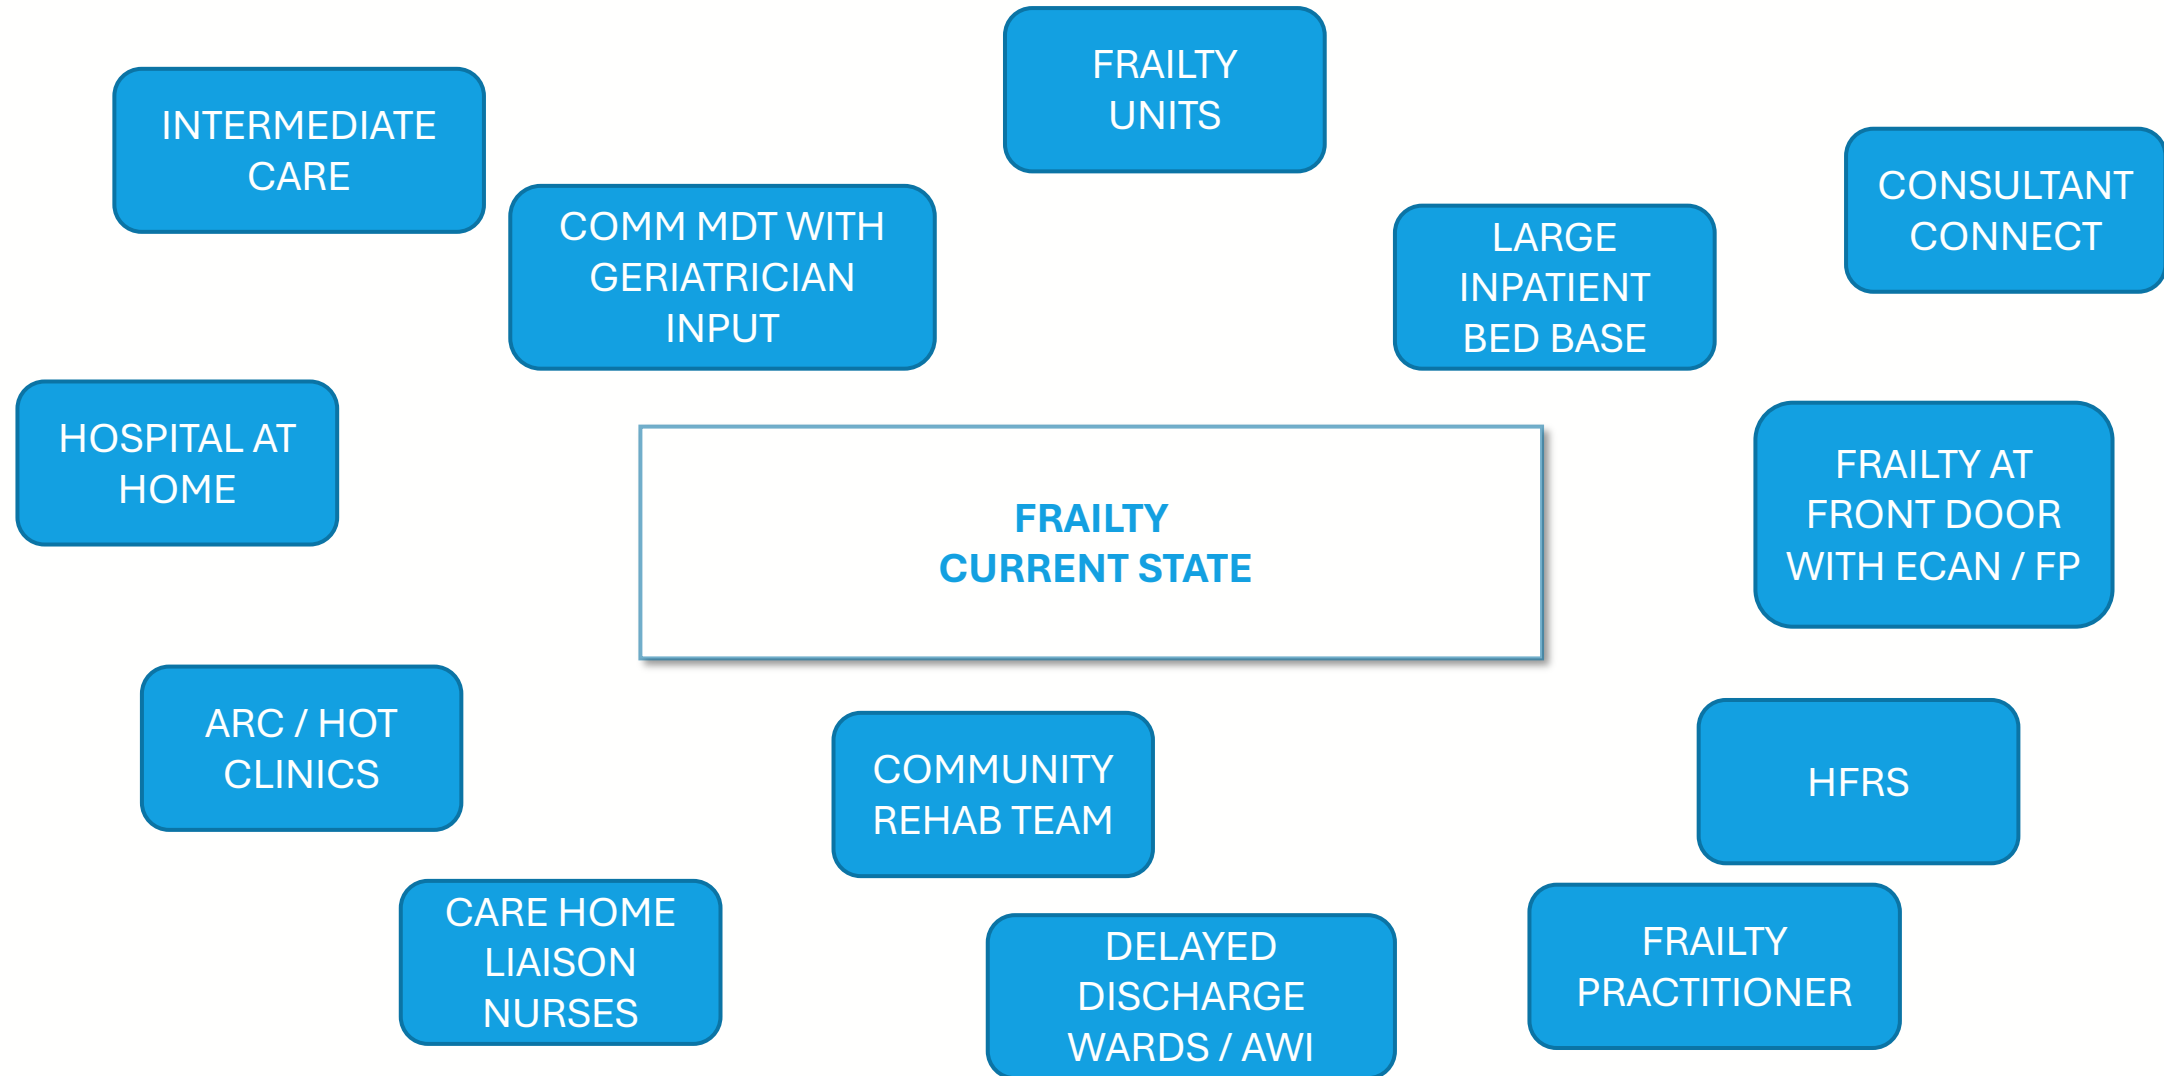 FRAILTY
UNITS
INTERMEDIATE
CARE
CONSULTANT
CONNECT
COMM MDT WITH
GERIATRICIAN
INPUT
LARGE
INPATIENT
BED BASE
HOSPITAL AT
HOME
FRAILTY
CURRENT STATE
FRAILTY AT
FRONT DOOR
WITH ECAN / FP
ARC / HOT
CLINICS
COMMUNITY
REHAB TEAM
HFRS
CARE HOME
LIAISON
NURSES
DELAYED
DISCHARGE
WARDS / AWI
FRAILTY
PRACTITIONER